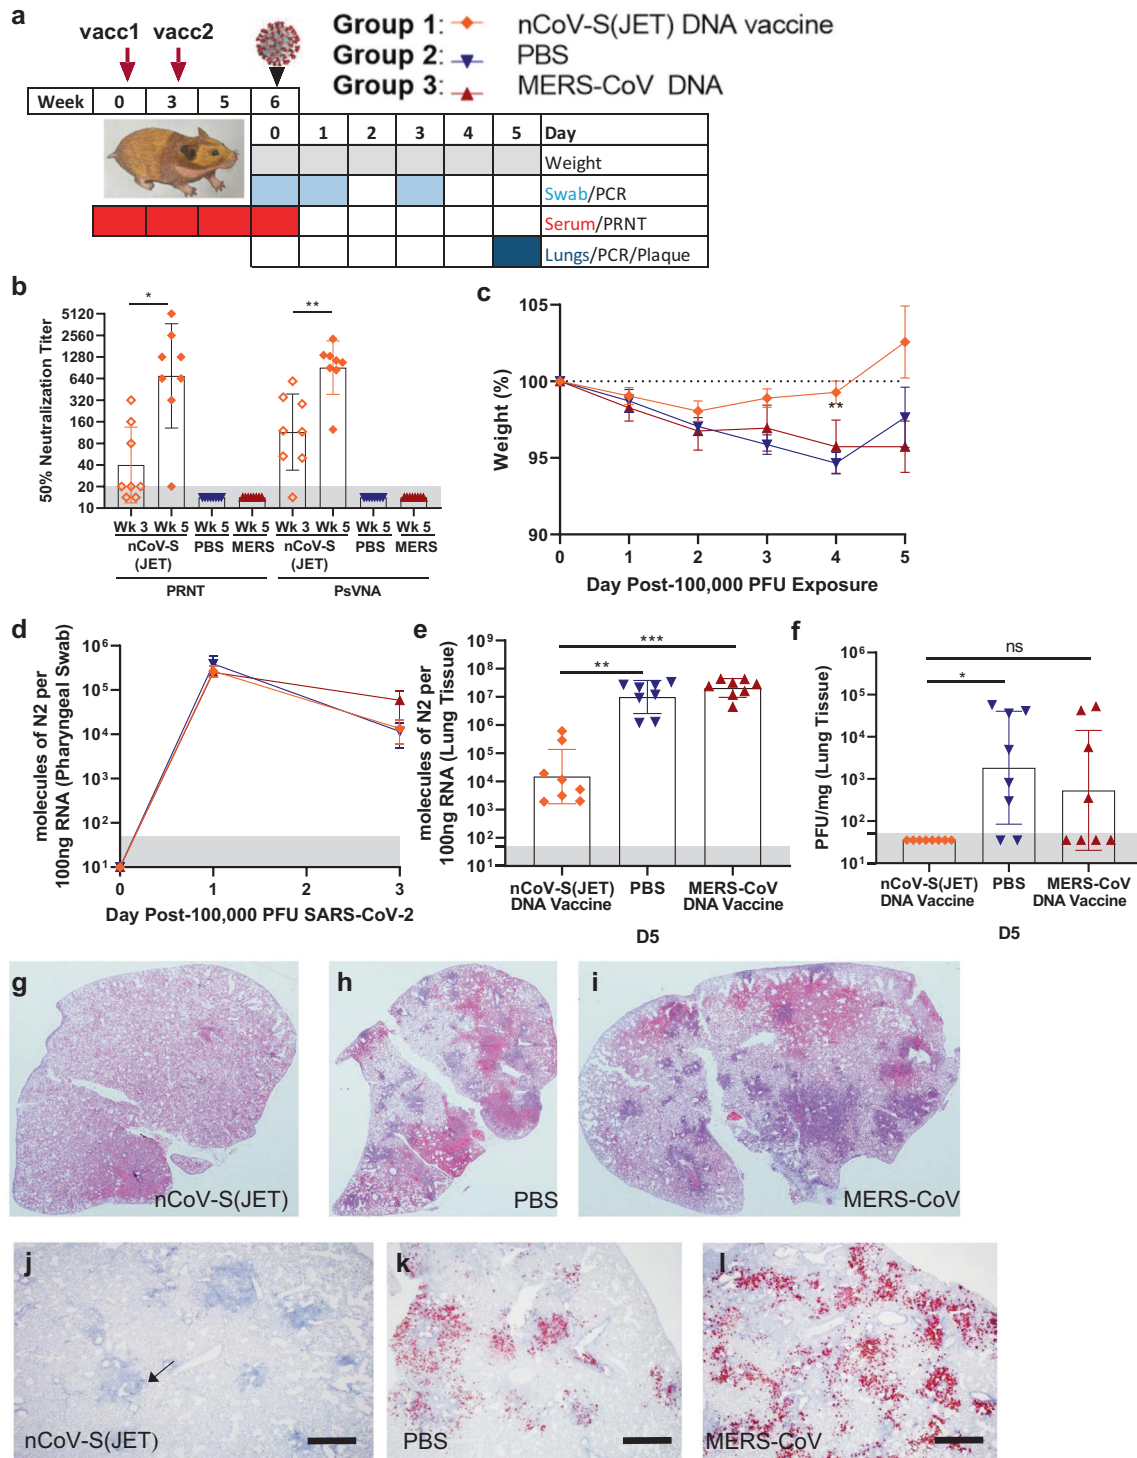 a
vacc1 vacc2
Group 1: nCoV-S(JET) DNA vaccine
Group 2: PBS
Group 3: MERS-CoV DNA
Week 0 3 5 6
0 1 2 3 4 5 Day
Weight
Swab/PCR
Serum/PRNT
Lungs/PCR/Plaque
b
50% Neutralization Titer
5120
2560
1280
640
320
160
80
40
20
10
* **
Wk 3 Wk 5 Wk 5 Wk 5 Wk 3 Wk 5 Wk 5 Wk 5
nCoV-S PBS MERS nCoV-S PBS MERS
(JET) (JET)
PRNT PsVNA
c
Weight (%)
105
100
95
90
**
0 1 2 3 4 5
Day Post-100,000 PFU Exposure
d
molecules of N2 per
100ng RNA (Pharyngeal Swab)
10⁶
10⁵
10⁴
10³
10²
10¹
0 1 2 3
Day Post-100,000 PFU SARS-CoV-2
e
molecules of N2 per
100ng RNA (Lung Tissue)
10⁹
10⁸
10⁷
10⁶
10⁵
10⁴
10³
10²
10¹
***
**
nCoV-S(JET) PBS MERS-CoV
DNA Vaccine DNA Vaccine
D5
f
PFU/mg (Lung Tissue)
10⁶
10⁵
10⁴
10³
10²
10¹
ns
*
nCoV-S(JET) PBS MERS-CoV
DNA Vaccine DNA Vaccine
D5
g
nCoV-S(JET)
h
PBS
i
MERS-CoV
j
nCoV-S(JET)
k
PBS
l
MERS-CoV